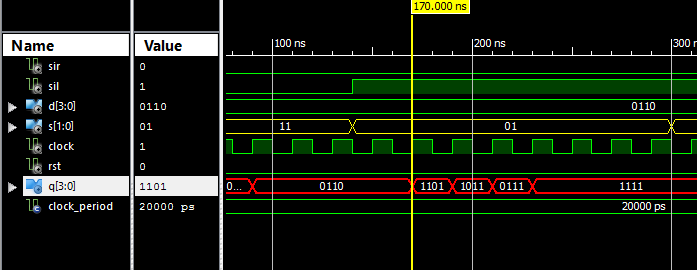 170.000 ns
Name Value
100 ns 200 ns 300 n
sir 0
sil 1
d[3:0] 0110 0110
s[1:0] 01 11 01
clock 1
rst 0
q[3:0] 1101 0... 0110 1101 1011 0111 1111
clock_period 20000 ps 20000 ps